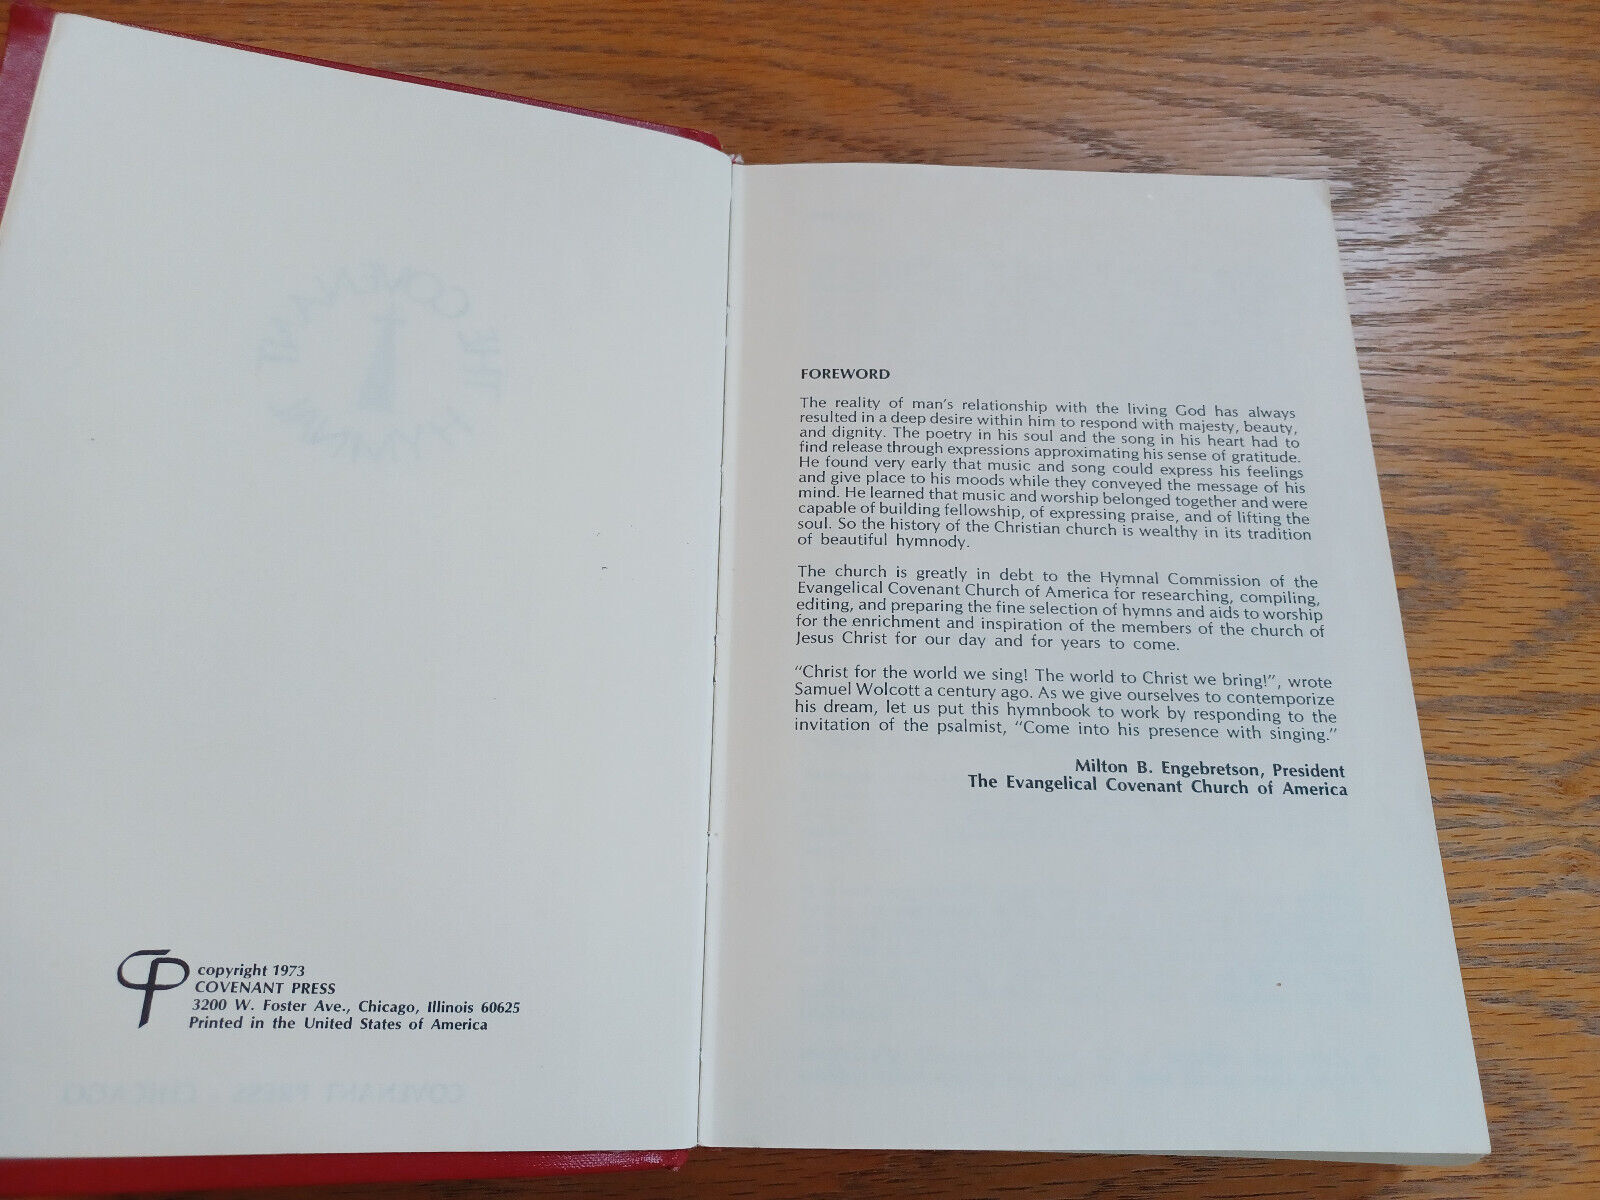 copyright 1973
COVENANT PRESS
3200 W. Foster Ave., Chicago, Illinois 60625
Printed in the United States of America
FOREWORD
The reality of man's relationship with the living God has always
resulted in a deep desire within him to respond with majesty, beauty,
and dignity. The poetry in his soul and the song in his heart had to
find release through expressions approximating his sense of gratitude.
He found very early that music and song could express his feelings
and give place to his moods while they conveyed the message of his
mind. He learned that music and worship belonged together and were
capable of building fellowship, of expressing praise, and of lifting the
soul. So the history of the Christian church is wealthy in its tradition
of beautiful hymnody.
The church is greatly in debt to the Hymnal Commission of the
Evangelical Covenant Church of America for researching, compiling,
editing, and preparing the fine selection of hymns and aids to worship
for the enrichment and inspiration of the members of the church of
Jesus Christ for our day and for years to come.
"Christ for the world we sing! The world to Christ we bring!", wrote
Samuel Wolcott a century ago. As we give ourselves to contemporize
his dream, let us put this hymnbook to work by responding to the
invitation of the psalmist, "Come into his presence with singing."
Milton B. Engebretson, President
The Evangelical Covenant Church of America